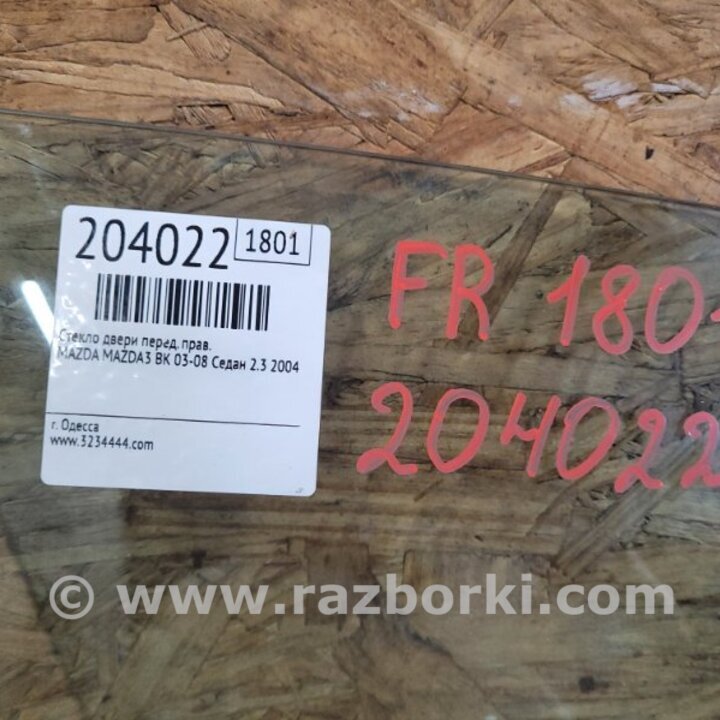 204022
1801
Стекло двери перед. прав.
MAZDA MAZDA3 BK 03-08 Седан 2.3 2004
г. Одесса
www.3234444.com
FR 1801
204022
© www.razborki.com